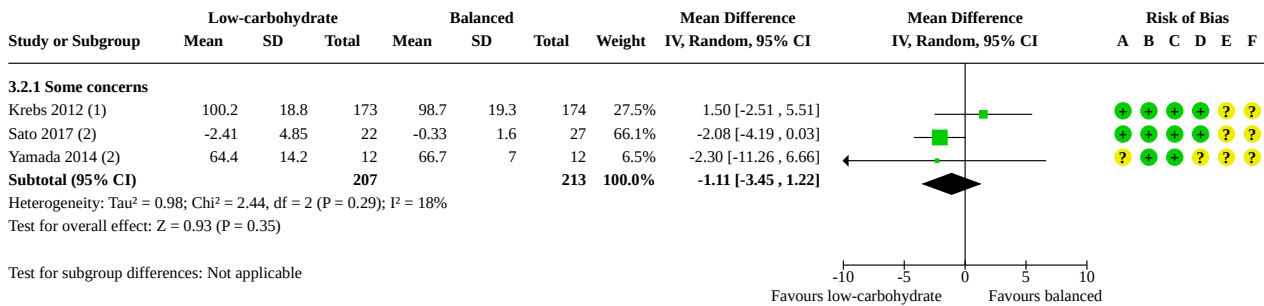 Low-carbohydrate Balanced Mean Difference Mean Difference Risk of Bias
Study or Subgroup Mean SD Total Mean SD Total Weight IV, Random, 95% CI IV, Random, 95% CI A B C D E F
3.2.1 Some concerns
Krebs 2012 (1) 100.2 18.8 173 98.7 19.3 174 27.5% 1.50 [-2.51 , 5.51] + + + + ? ?
Sato 2017 (2) -2.41 4.85 22 -0.33 1.6 27 66.1% -2.08 [-4.19 , 0.03] + + + + ? ?
Yamada 2014 (2) 64.4 14.2 12 66.7 7 12 6.5% -2.30 [-11.26 , 6.66] ? + + ? ? ?
Subtotal (95% CI) 207 213 100.0% -1.11 [-3.45 , 1.22]
Heterogeneity: Tau² = 0.98; Chi² = 2.44, df = 2 (P = 0.29); I² = 18%
Test for overall effect: Z = 0.93 (P = 0.35)
Test for subgroup differences: Not applicable
-10 -5 0 5 10
Favours low-carbohydrate Favours balanced